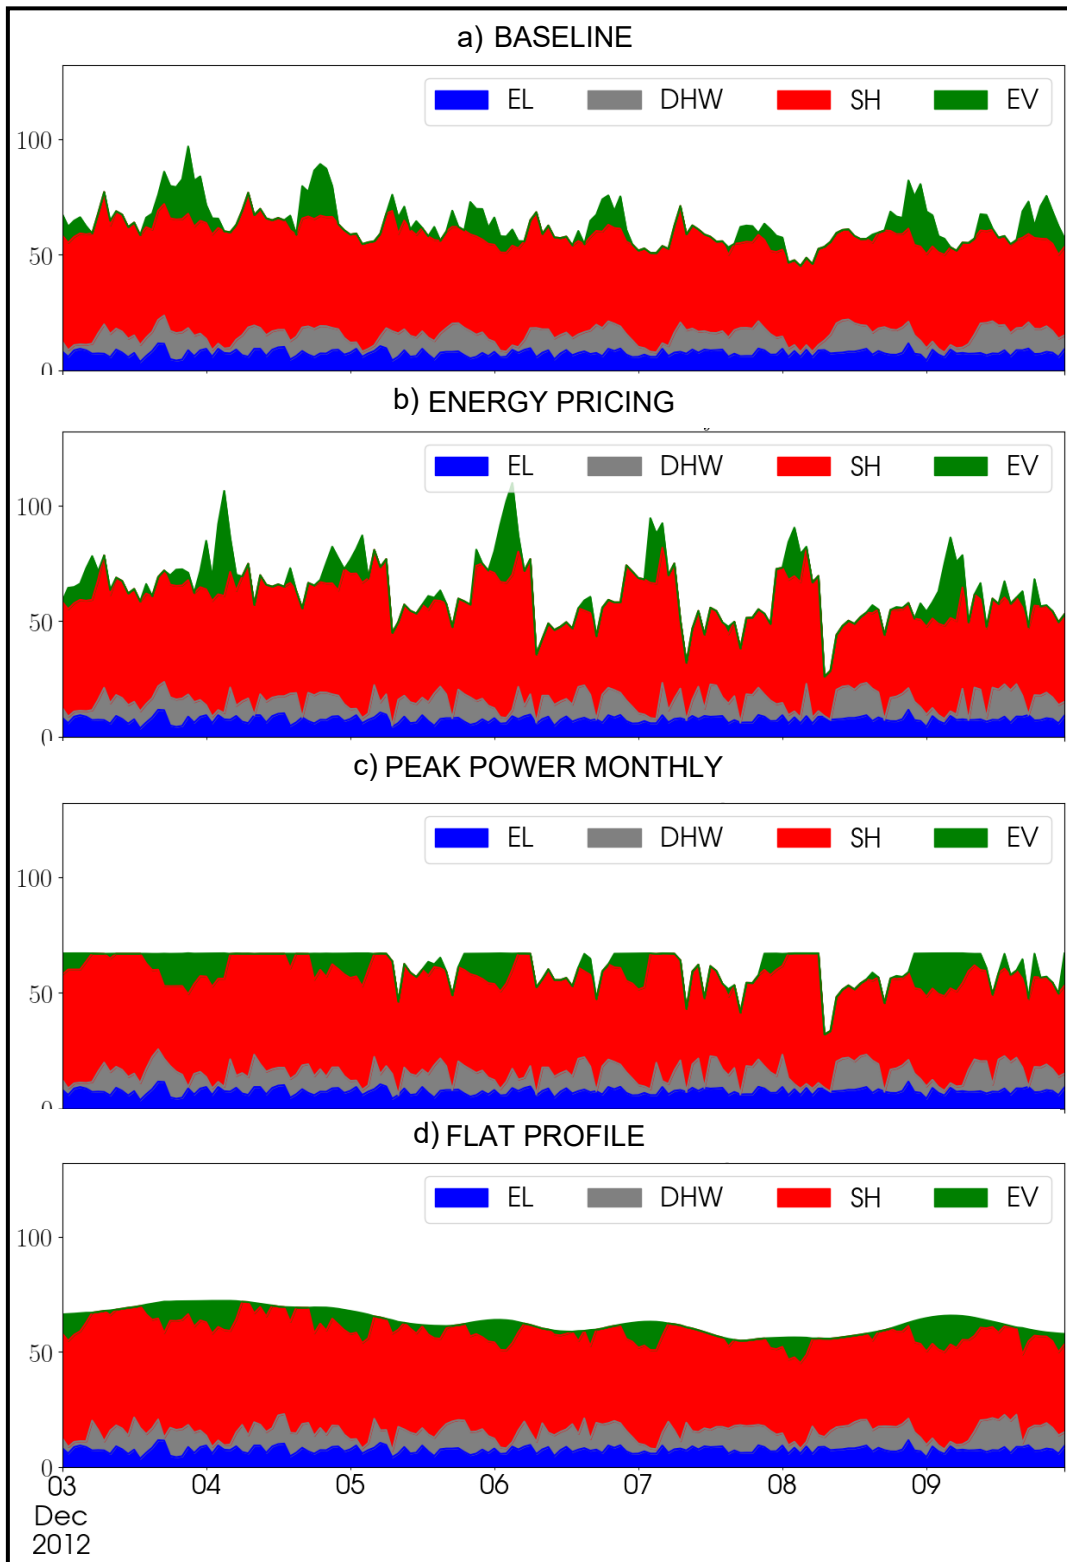 a) BASELINE
EL DHW SH EV
100
50
0
b) ENERGY PRICING
EL DHW SH EV
100
50
0
c) PEAK POWER MONTHLY
EL DHW SH EV
100
50
0
d) FLAT PROFILE
EL DHW SH EV
100
50
0
03 04 05 06 07 08 09
Dec
2012